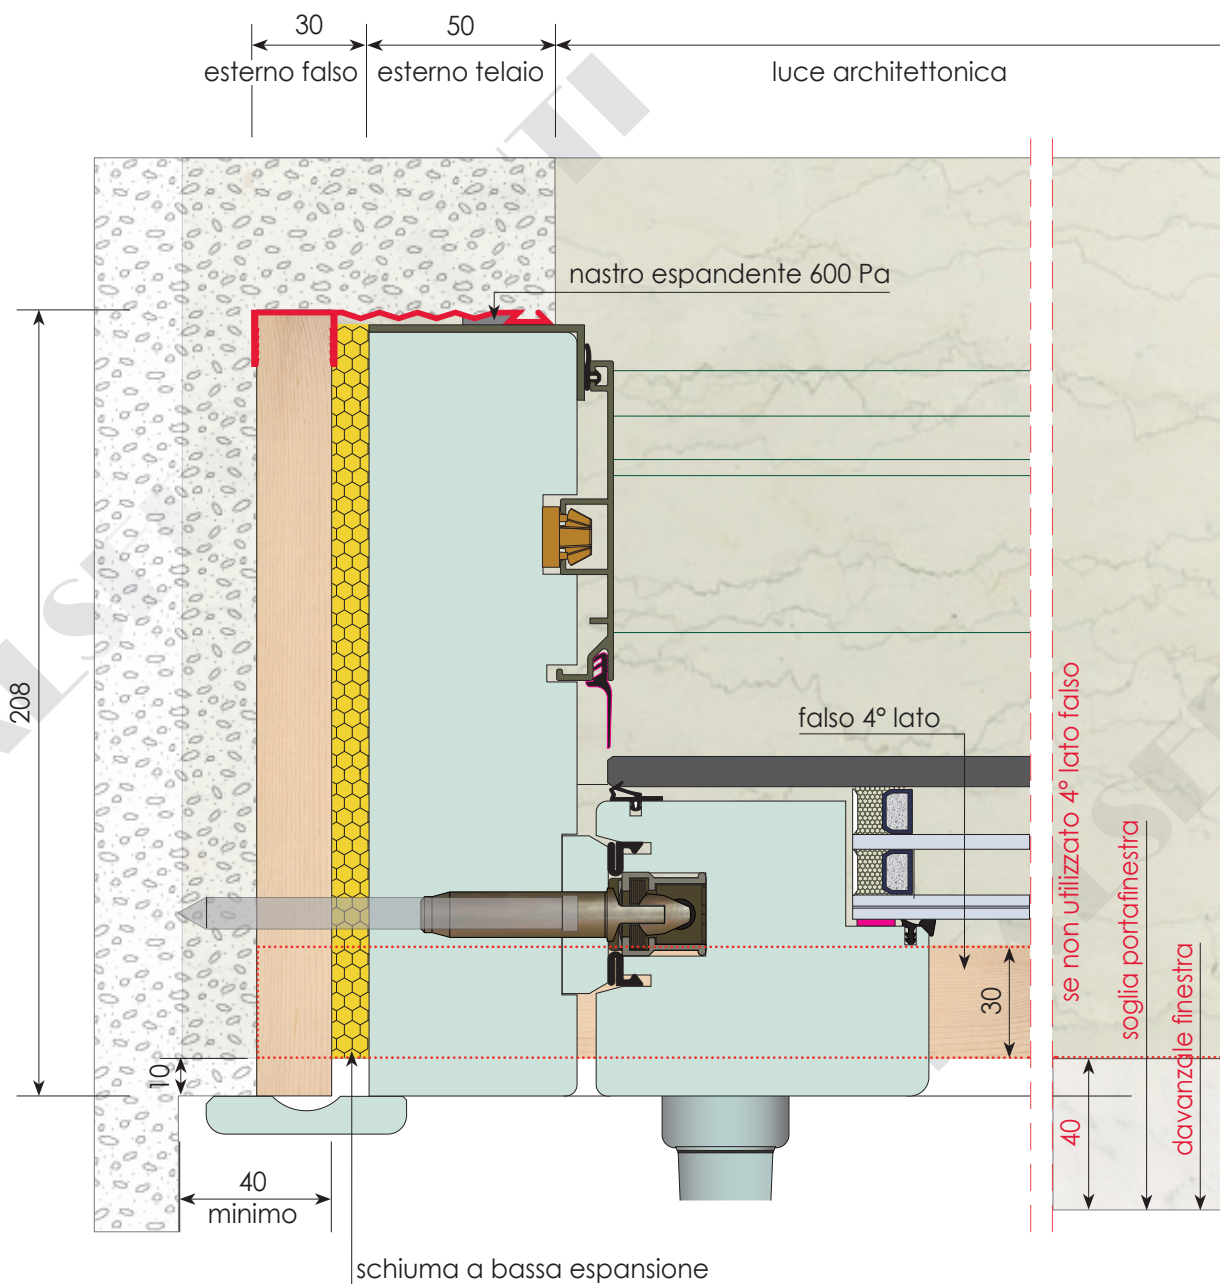 30
50
esterno falso
esterno telaio
luce architettonica
nastro espandente 600 Pa
208
falso 4° lato
se non utilizzato 4° lato falso
soglia portafinestra
davanzale finestra
30
10
40
40
minimo
schiuma a bassa espansione